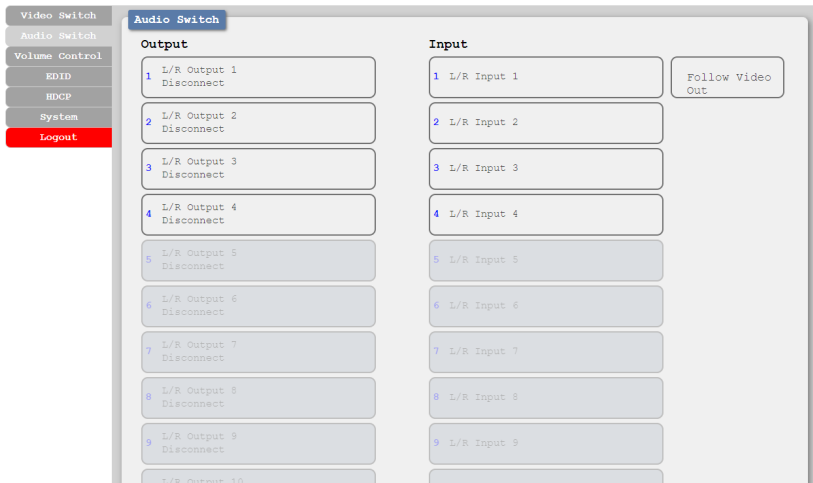 Video Switch
Audio Switch
Volume Control
EDID
HDCP
System
Logout
Audio Switch
Output
Input
1 L/R Output 1
Disconnect
1 L/R Input 1
Follow Video
Out
2 L/R Output 2
Disconnect
2 L/R Input 2
3 L/R Output 3
Disconnect
3 L/R Input 3
4 L/R Output 4
Disconnect
4 L/R Input 4
5 L/R Output 5
Disconnect
5 L/R Input 5
6 L/R Output 6
Disconnect
6 L/R Input 6
7 L/R Output 7
Disconnect
7 L/R Input 7
8 L/R Output 8
Disconnect
8 L/R Input 8
9 L/R Output 9
Disconnect
9 L/R Input 9
L/R Output 10